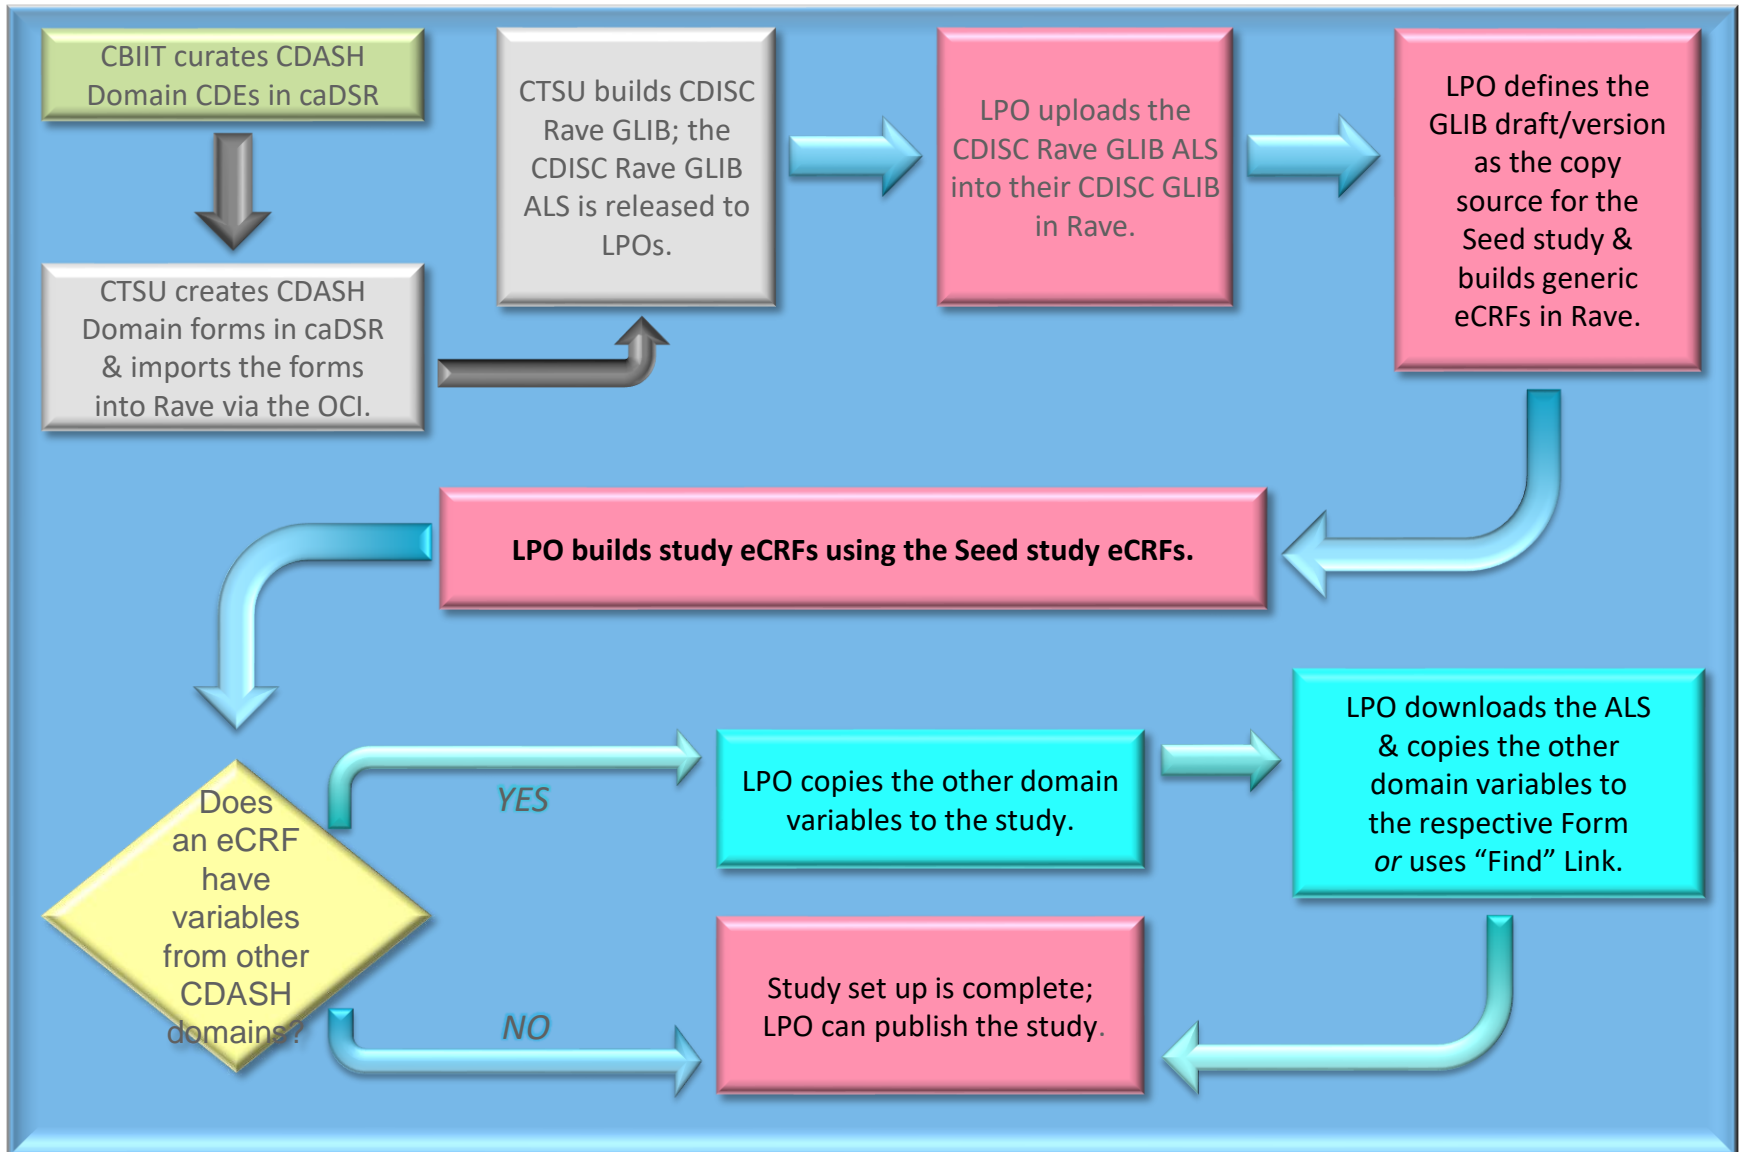 CBIIT curates CDASH
Domain CDEs in caDSR
CTSU creates CDASH
Domain forms in caDSR
& imports the forms
into Rave via the OCI.
CTSU builds CDISC
Rave GLIB; the
CDISC Rave GLIB
ALS is released to
LPOs.
LPO uploads the
CDISC Rave GLIB ALS
into their CDISC GLIB
in Rave.
LPO defines the
GLIB draft/version
as the copy
source for the
Seed study &
builds generic
eCRFs in Rave.
LPO builds study eCRFs using the Seed study eCRFs.
Does
an eCRF
have
variables
from other
CDASH
domains?
YES
LPO copies the other domain
variables to the study.
LPO downloads the ALS
& copies the other
domain variables to
the respective Form
or uses “Find” Link.
NO
Study set up is complete;
LPO can publish the study.